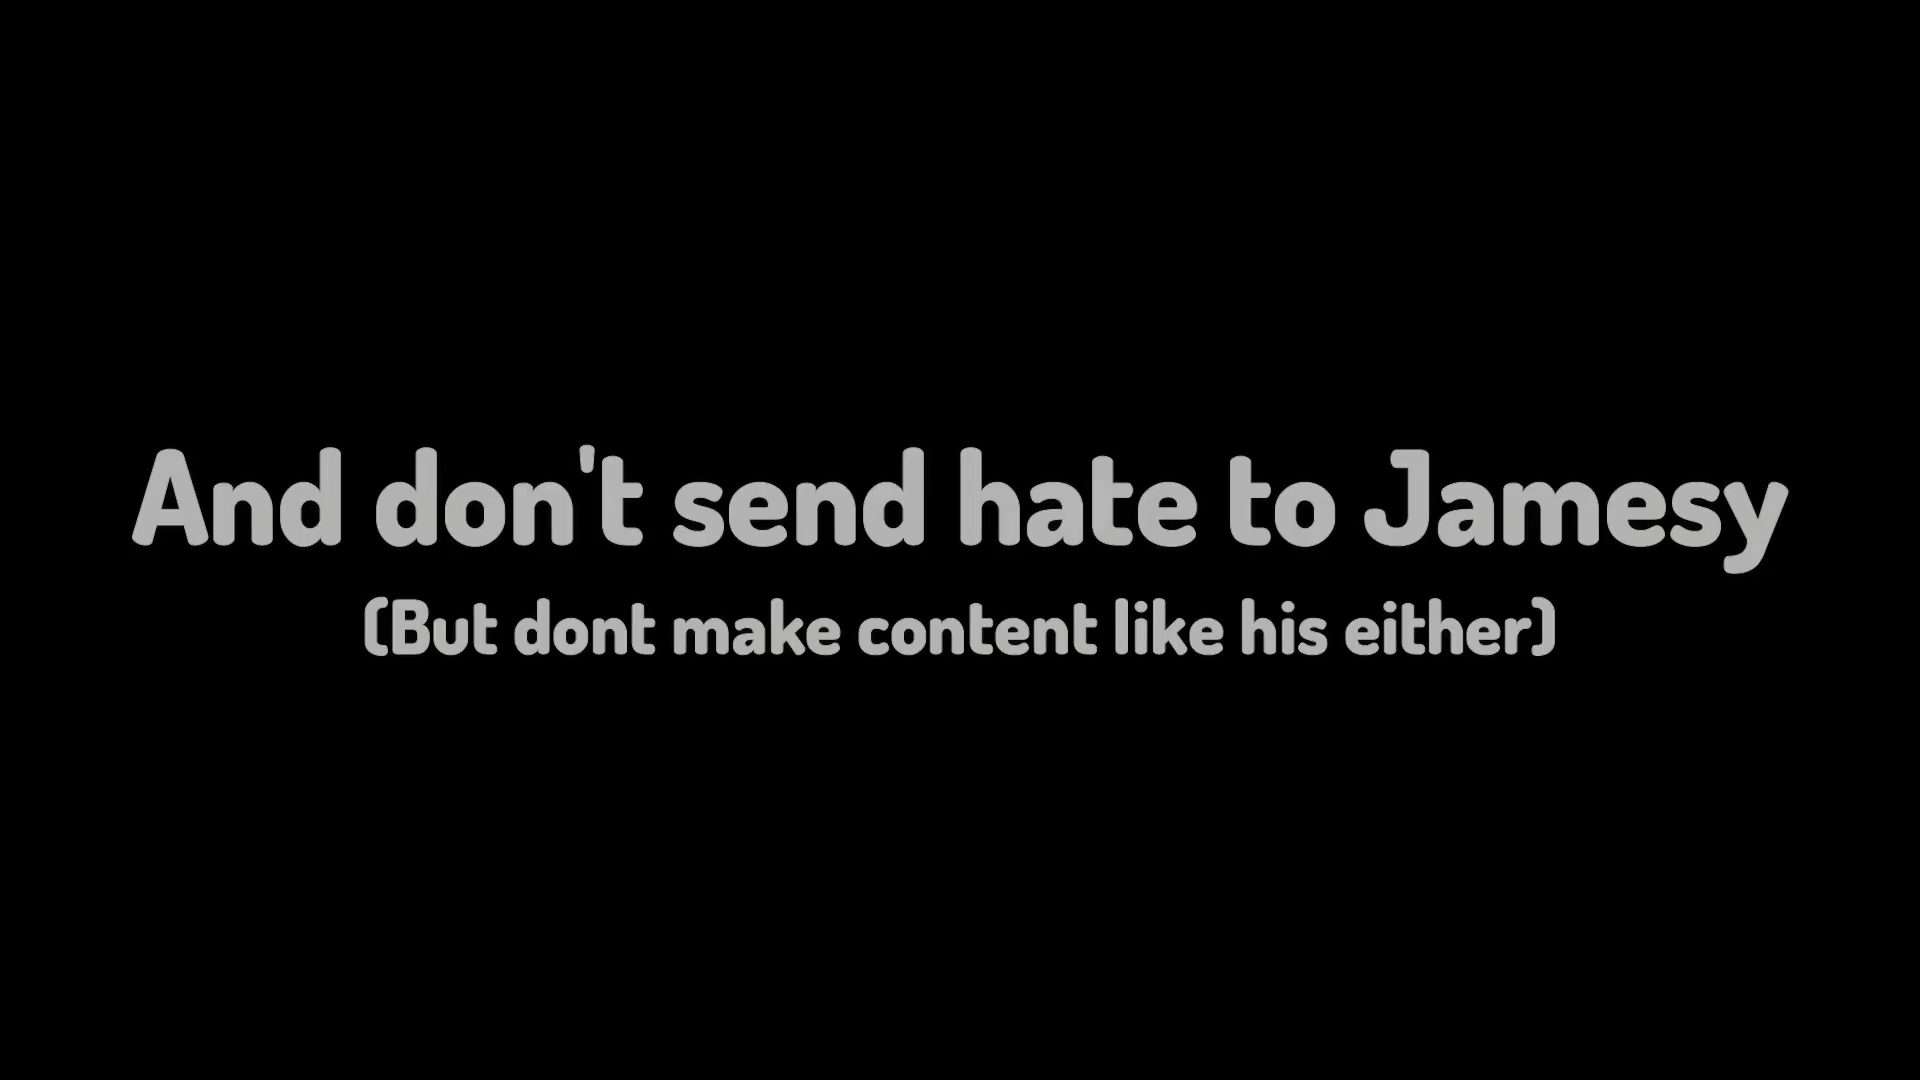 And don't send hate to Jamesy
(But dont make content like his either)